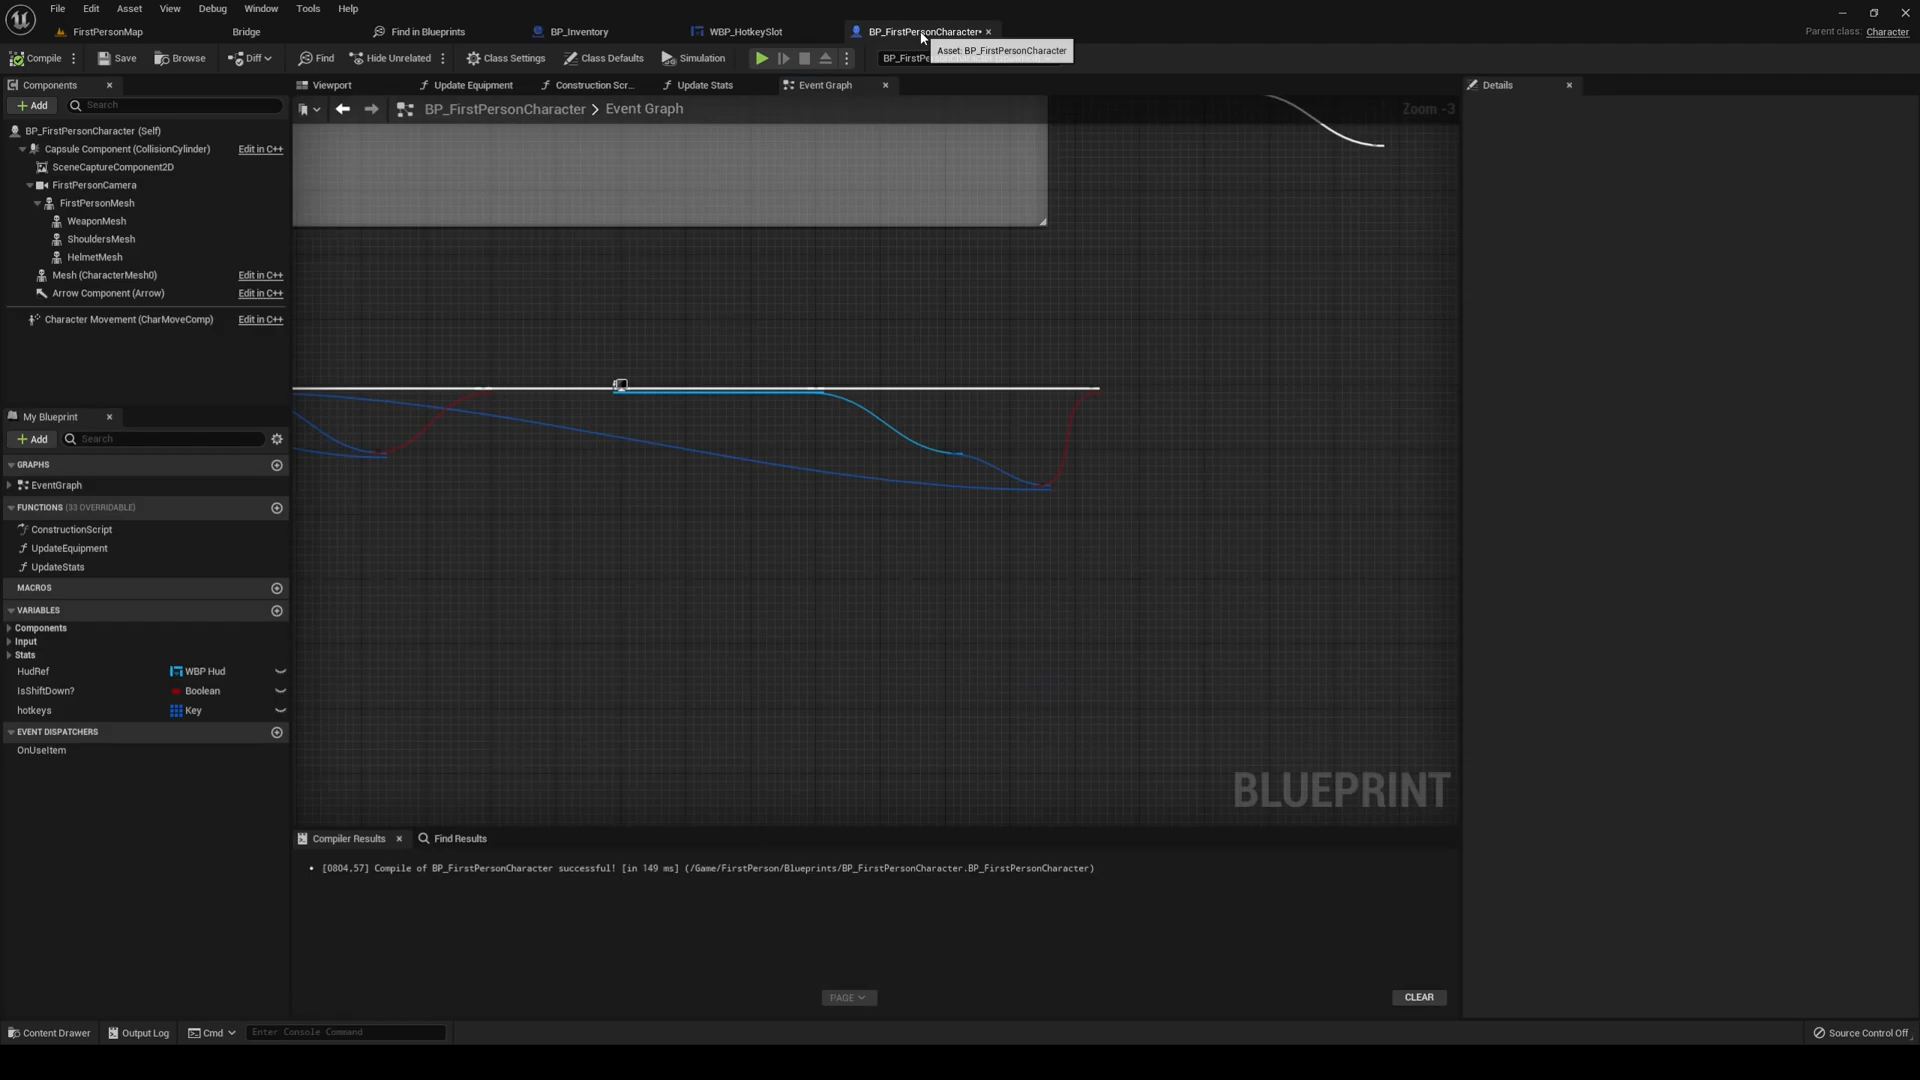 File Edit Asset View Debug Window Tools Help
FirstPersonMap
Bridge
Find in Blueprints
BP_Inventory
WBP_HotkeySlot
BP_FirstPersonCharacter•
Parent class: Character
Compile
Save
Browse
Diff
Find
Hide Unrelated
Class Settings
Class Defaults
Simulation
Asset: BP_FirstPersonCharacter
Components
Viewport
Update Equipment
Construction Scr...
Update Stats
Event Graph
Details
+ Add
Search
BP_FirstPersonCharacter > Event Graph
Zoom -3
BP_FirstPersonCharacter (Self)
Capsule Component (CollisionCylinder) Edit in C++
SceneCaptureComponent2D
FirstPersonCamera
FirstPersonMesh
WeaponMesh
ShouldersMesh
HelmetMesh
Mesh (CharacterMesh0) Edit in C++
Arrow Component (Arrow) Edit in C++
Character Movement (CharMoveComp) Edit in C++
My Blueprint
+ Add
Search
GRAPHS
EventGraph
FUNCTIONS (33 OVERRIDABLE)
ConstructionScript
UpdateEquipment
UpdateStats
MACROS
VARIABLES
Components
Input
Stats
HudRef WBP Hud
IsShiftDown? Boolean
hotkeys Key
EVENT DISPATCHERS
OnUseItem
BLUEPRINT
Compiler Results
Find Results
• [0804,57] Compile of BP_FirstPersonCharacter successful! [in 149 ms] (/Game/FirstPerson/Blueprints/BP_FirstPersonCharacter.BP_FirstPersonCharacter)
PAGE
CLEAR
Content Drawer
Output Log
Cmd
Enter Console Command
Source Control Off